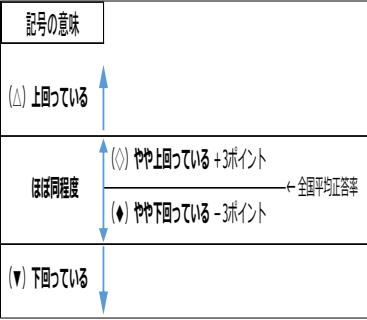 記号の意味
(△) 上回っている
(◇) やや上回っている +3ポイント
ほぼ同程度
←全国平均正答率
(◆) やや下回っている −3ポイント
(▼) 下回っている